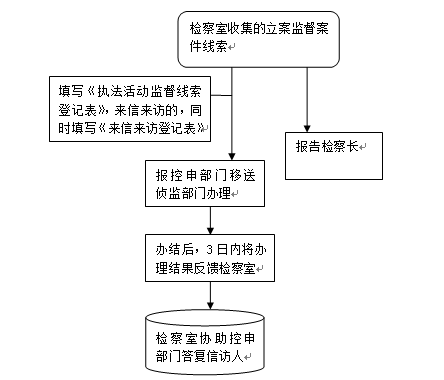 检察室收集的立案监督案
件线索
填写《执法活动监督线索
登记表》，来信来访的，同
时填写《来信来访登记表》
报告检察长
报控申部门移送
侦监部门办理
办结后，3日内将办
理结果反馈检察室
检察室协助控申
部门答复信访人